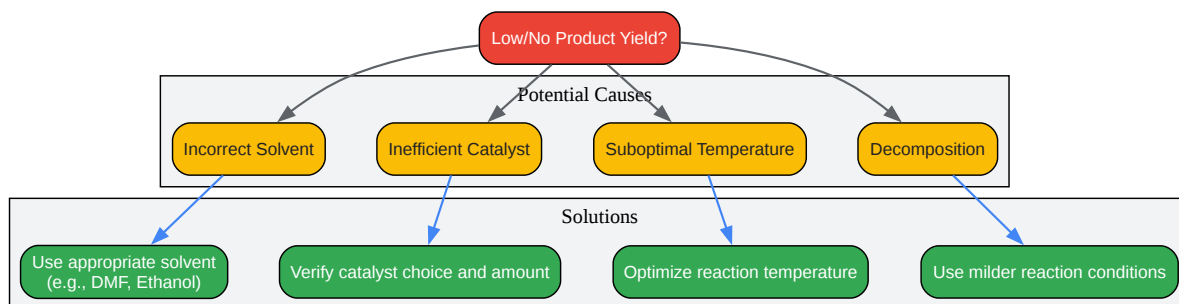 Low/No Product Yield?
Potential Causes
Incorrect Solvent
Inefficient Catalyst
Suboptimal Temperature
Decomposition
Solutions
Use appropriate solvent
(e.g., DMF, Ethanol)
Verify catalyst choice and amount
Optimize reaction temperature
Use milder reaction conditions